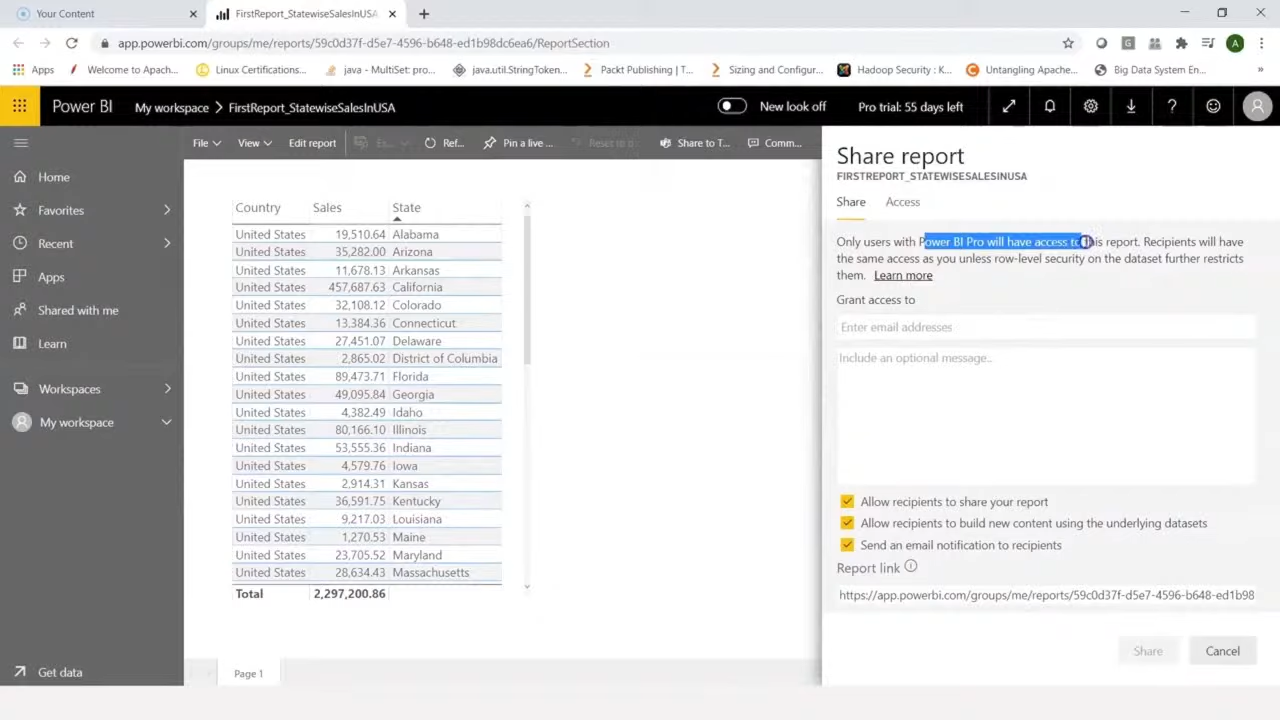 Your Content
FirstReport_StatewiseSalesInUSA
app.powerbi.com/groups/me/reports/59c0d37f-d5e7-4596-b648-ed1b98dc6ea6/ReportSection
A
Apps
Welcome to Apach...
Linux Certifications...
java - MultiSet: pro...
java.util.StringToken...
Packt Publishing | T...
Sizing and Configur...
Hadoop Security : K...
Untangling Apache...
Big Data System En...
Power BI
My workspace > FirstReport_StatewiseSalesInUSA
New look off
Pro trial: 55 days left
Home
Favorites
Recent
Apps
Shared with me
Learn
Workspaces
My workspace
Get data
File
View
Edit report
Ref...
Pin a live ...
Share to T...
Comm...
Country Sales State
United States 19,510.64 Alabama
United States 35,282.00 Arizona
United States 11,678.13 Arkansas
United States 457,687.63 California
United States 32,108.12 Colorado
United States 13,384.36 Connecticut
United States 27,451.07 Delaware
United States 2,865.02 District of Columbia
United States 89,473.71 Florida
United States 49,095.84 Georgia
United States 4,382.49 Idaho
United States 80,166.10 Illinois
United States 53,555.36 Indiana
United States 4,579.76 Iowa
United States 2,914.31 Kansas
United States 36,591.75 Kentucky
United States 9,217.03 Louisiana
United States 1,270.53 Maine
United States 23,705.52 Maryland
United States 28,634.43 Massachusetts
Total 2,297,200.86
Page 1
Share report
FIRSTREPORT_STATEWISESALESINUSA
Share Access
Only users with Power BI Pro will have access to this report. Recipients will have
the same access as you unless row-level security on the dataset further restricts
them. Learn more
Grant access to
Enter email addresses
Include an optional message...
Allow recipients to share your report
Allow recipients to build new content using the underlying datasets
Send an email notification to recipients
Report link
https://app.powerbi.com/groups/me/reports/59c0d37f-d5e7-4596-b648-ed1b98
Share
Cancel